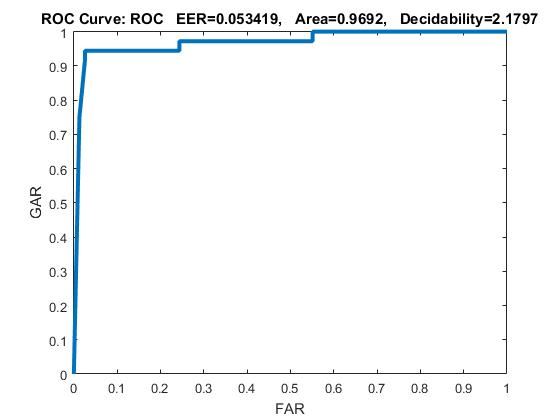 ROC Curve: ROC   EER=0.053419,   Area=0.9692,   Decidability=2.1797
1
0.9
0.8
0.7
0.6
0.5
0.4
0.3
0.2
0.1
0
GAR
0 0.1 0.2 0.3 0.4 0.5 0.6 0.7 0.8 0.9 1
FAR